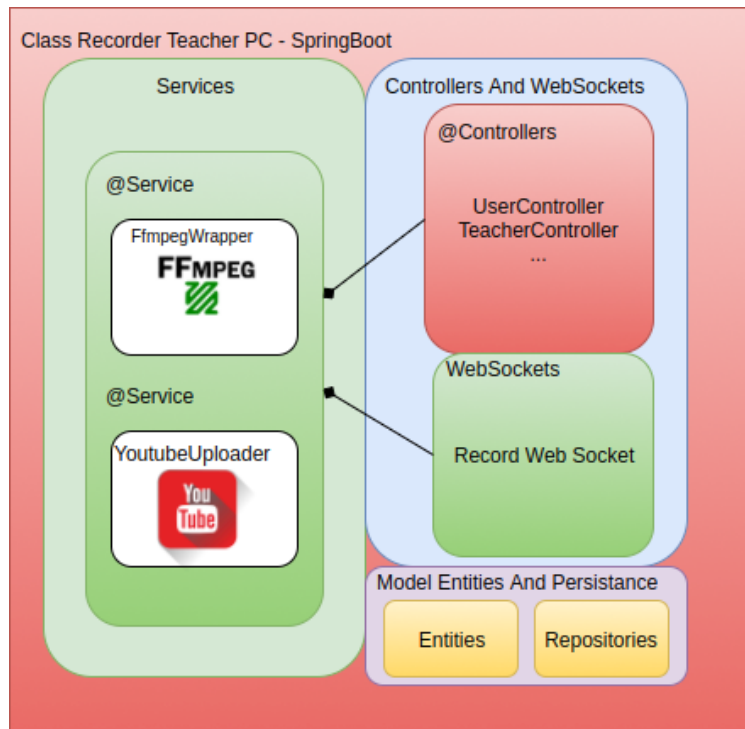 Class Recorder Teacher PC - SpringBoot
Services
@Service
FfmpegWrapper
FFMPEG
@Service
YoutubeUploader
You
Tube
Controllers And WebSockets
@Controllers
UserController
TeacherController
...
WebSockets
Record Web Socket
Model Entities And Persistance
Entities
Repositories